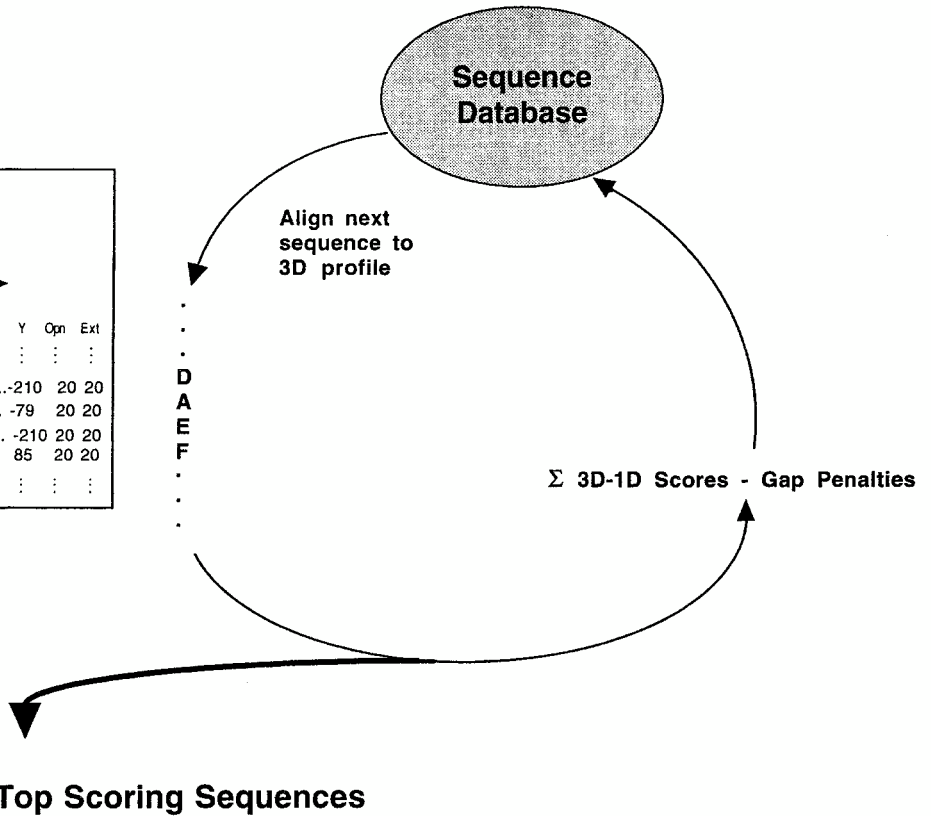 Sequence
Database
Align next
sequence to
3D profile
Y Opn Ext
..-210 20 20
. -79 20 20
. -210 20 20
85 20 20
D
A
E
F
Σ 3D-1D Scores - Gap Penalties
Top Scoring Sequences